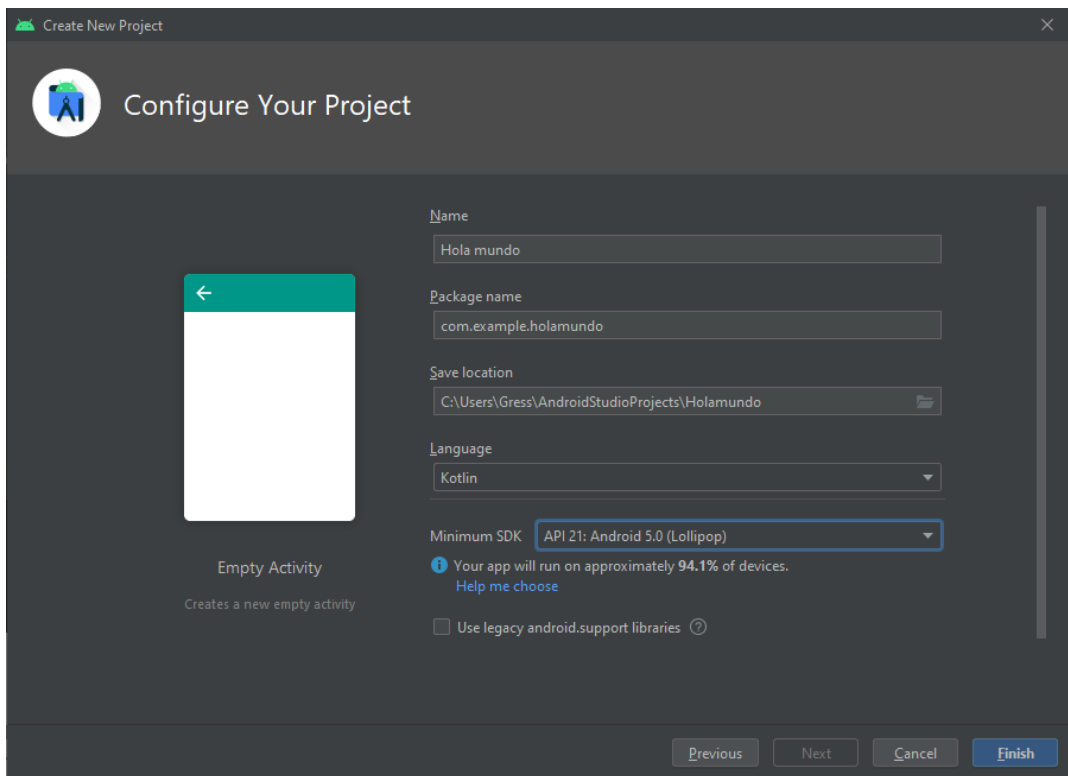 Create New Project
Configure Your Project
Name
Hola mundo
Package name
com.example.holamundo
Save location
C:\Users\Gress\AndroidStudioProjects\Holamundo
Language
Kotlin
Minimum SDK API 21: Android 5.0 (Lollipop)
Your app will run on approximately 94.1% of devices.
Help me choose
Use legacy android.support libraries
Empty Activity
Creates a new empty activity
Previous Next Cancel Finish